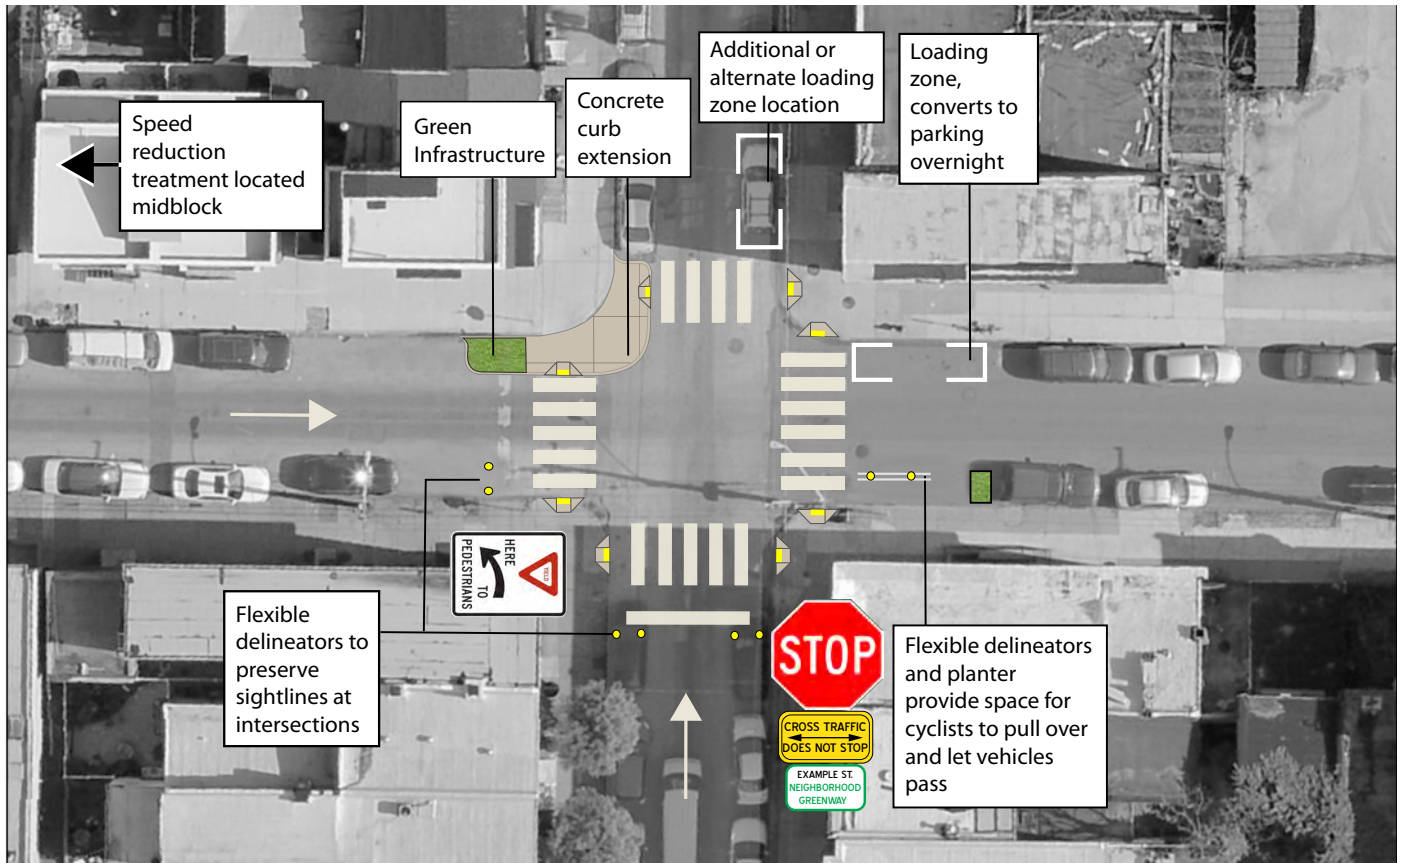 Additional or
alternate loading
zone location
Loading
zone,
converts to
parking
overnight
Concrete
curb
extension
Green
Infrastructure
Speed
reduction
treatment located
midblock
HERE
TO
PEDESTRIANS
YIELD
Flexible
delineators to
preserve
sightlines at
intersections
STOP
CROSS TRAFFIC
DOES NOT STOP
EXAMPLE ST.
NEIGHBORHOOD
GREENWAY
Flexible delineators
and planter
provide space for
cyclists to pull over
and let vehicles
pass